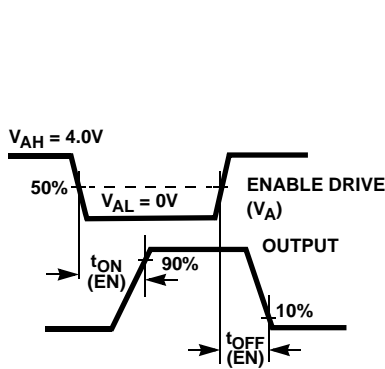 VAH = 4.0V
50%
VAL = 0V
ENABLE DRIVE
(VA)
OUTPUT
tON
(EN)
90%
10%
tOFF
(EN)